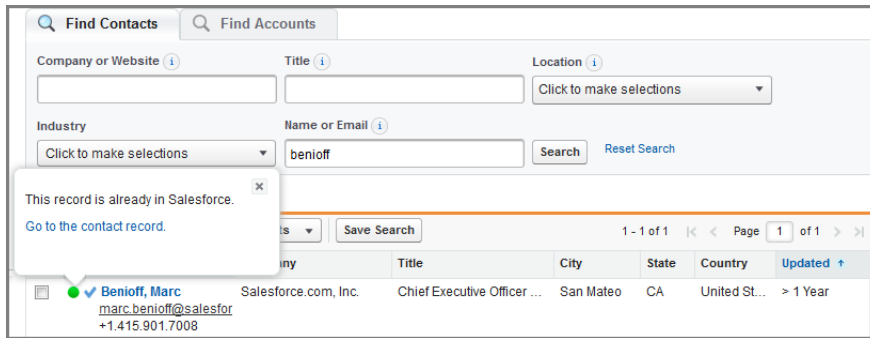 Find Contacts Find Accounts
Company or Website Title Location
Click to make selections
Industry Name or Email
Click to make selections benioff Search Reset Search
This record is already in Salesforce.
Go to the contact record.
Save Search 1 - 1 of 1 Page 1 of 1
Title City State Country Updated
Benioff, Marc Salesforce.com, Inc. Chief Executive Officer ... San Mateo CA United St... > 1 Year
marc.benioff@salesfor
+1.415.901.7008